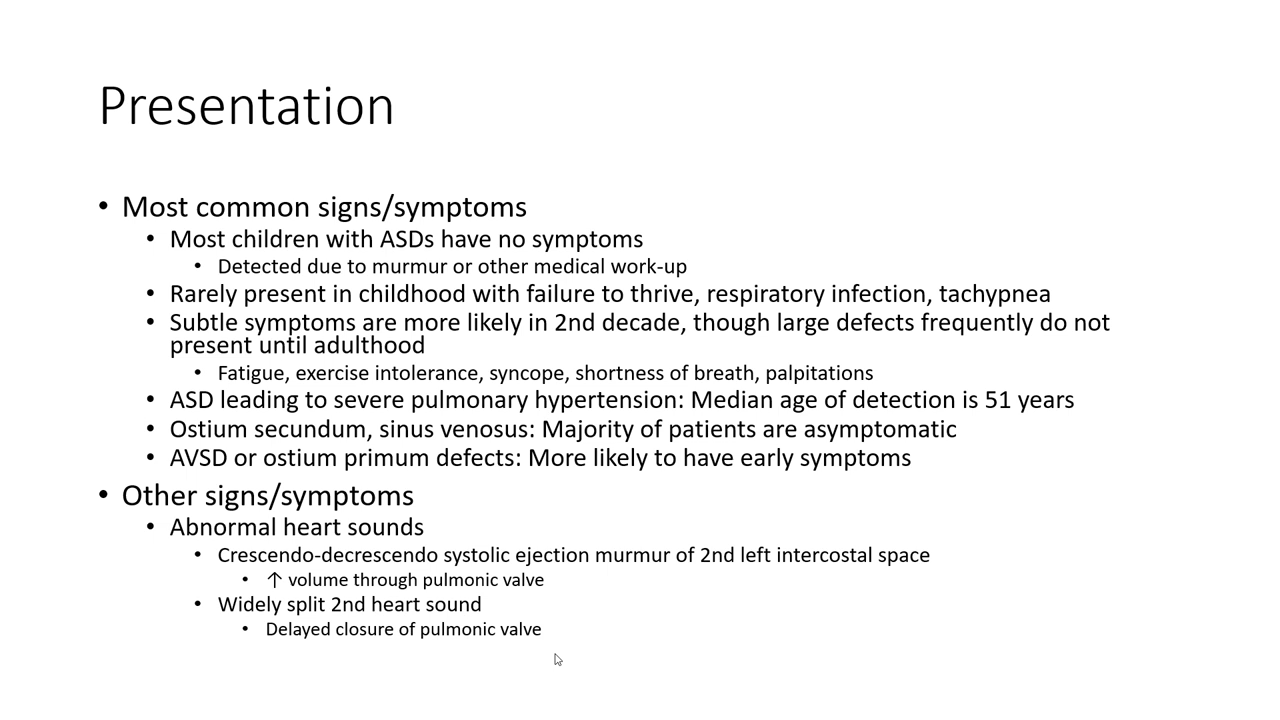 Presentation
• Most common signs/symptoms
• Most children with ASDs have no symptoms
• Detected due to murmur or other medical work-up
• Rarely present in childhood with failure to thrive, respiratory infection, tachypnea
• Subtle symptoms are more likely in 2nd decade, though large defects frequently do not
present until adulthood
• Fatigue, exercise intolerance, syncope, shortness of breath, palpitations
• ASD leading to severe pulmonary hypertension: Median age of detection is 51 years
• Ostium secundum, sinus venosus: Majority of patients are asymptomatic
• AVSD or ostium primum defects: More likely to have early symptoms
• Other signs/symptoms
• Abnormal heart sounds
• Crescendo-decrescendo systolic ejection murmur of 2nd left intercostal space
• ↑ volume through pulmonic valve
• Widely split 2nd heart sound
• Delayed closure of pulmonic valve